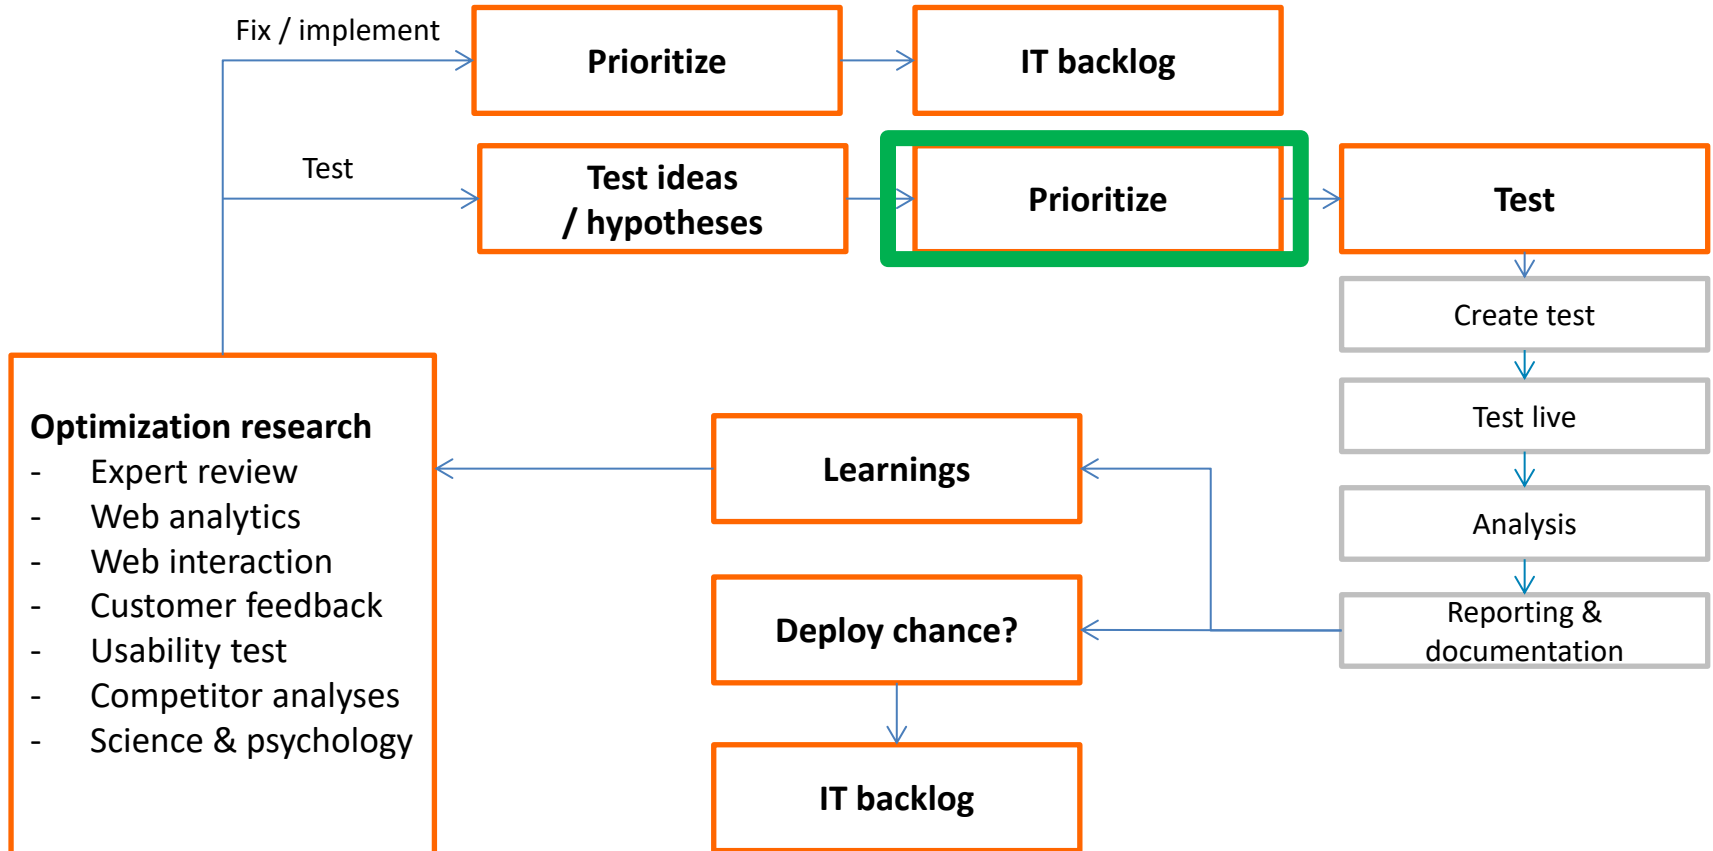 Fix / implement
Prioritize
IT backlog
Test
Test ideas
/ hypotheses
Prioritize
Test
Create test
Test live
Analysis
Reporting &
documentation
Learnings
Deploy chance?
IT backlog
Optimization research
- Expert review
- Web analytics
- Web interaction
- Customer feedback
- Usability test
- Competitor analyses
- Science & psychology